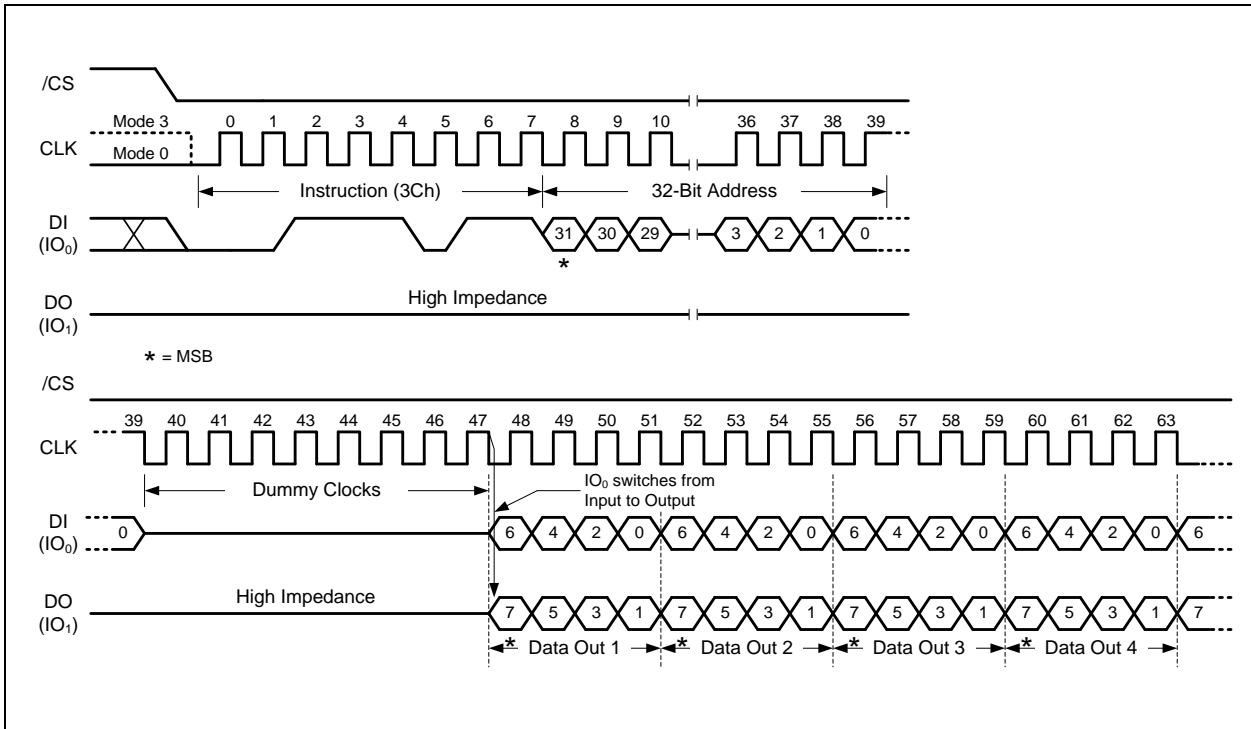 /CS
Mode 3 0 1 2 3 4 5 6 7 8 9 10 36 37 38 39
CLK
Mode 0
Instruction (3Ch) 32-Bit Address
DI
(IO₀)
31 30 29 3 2 1 0
*
High Impedance
DO
(IO₁)
* = MSB
/CS
39 40 41 42 43 44 45 46 47 48 49 50 51 52 53 54 55 56 57 58 59 60 61 62 63
CLK
Dummy Clocks
IO₀ switches from
Input to Output
DI
(IO₀)
0 6 4 2 0 6 4 2 0 6 4 2 0 6 4 2 0 6
High Impedance
DO
(IO₁)
7 5 3 1 7 5 3 1 7 5 3 1 7 5 3 1 7
* Data Out 1 * Data Out 2 * Data Out 3 * Data Out 4